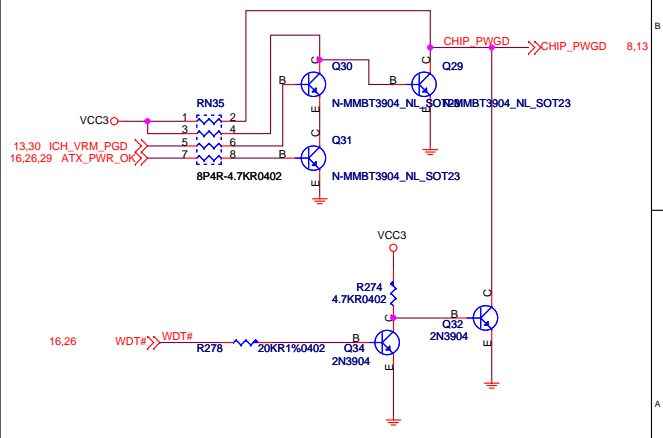 B
CHIP_PWGD
CHIP_PWGD 8,13
C
C
Q30
Q29
B
B
RN35
N-MMBT3904_NL_SOT23
N-MMBT3904_NL_SOT23
E
E
VCC3
1 2
3 4
C
Q31
13,30 ICH_VRM_PGD
5 6
16,26,29 ATX_PWR_OK
7 8
B
8P4R-4.7KR0402
E
N-MMBT3904_NL_SOT23
VCC3
R274
4.7KR0402
C
C
B
Q32
2N3904
16,26
WDT#
WDT#
R278
20KR1%0402
B
Q34
2N3904
E
E
A